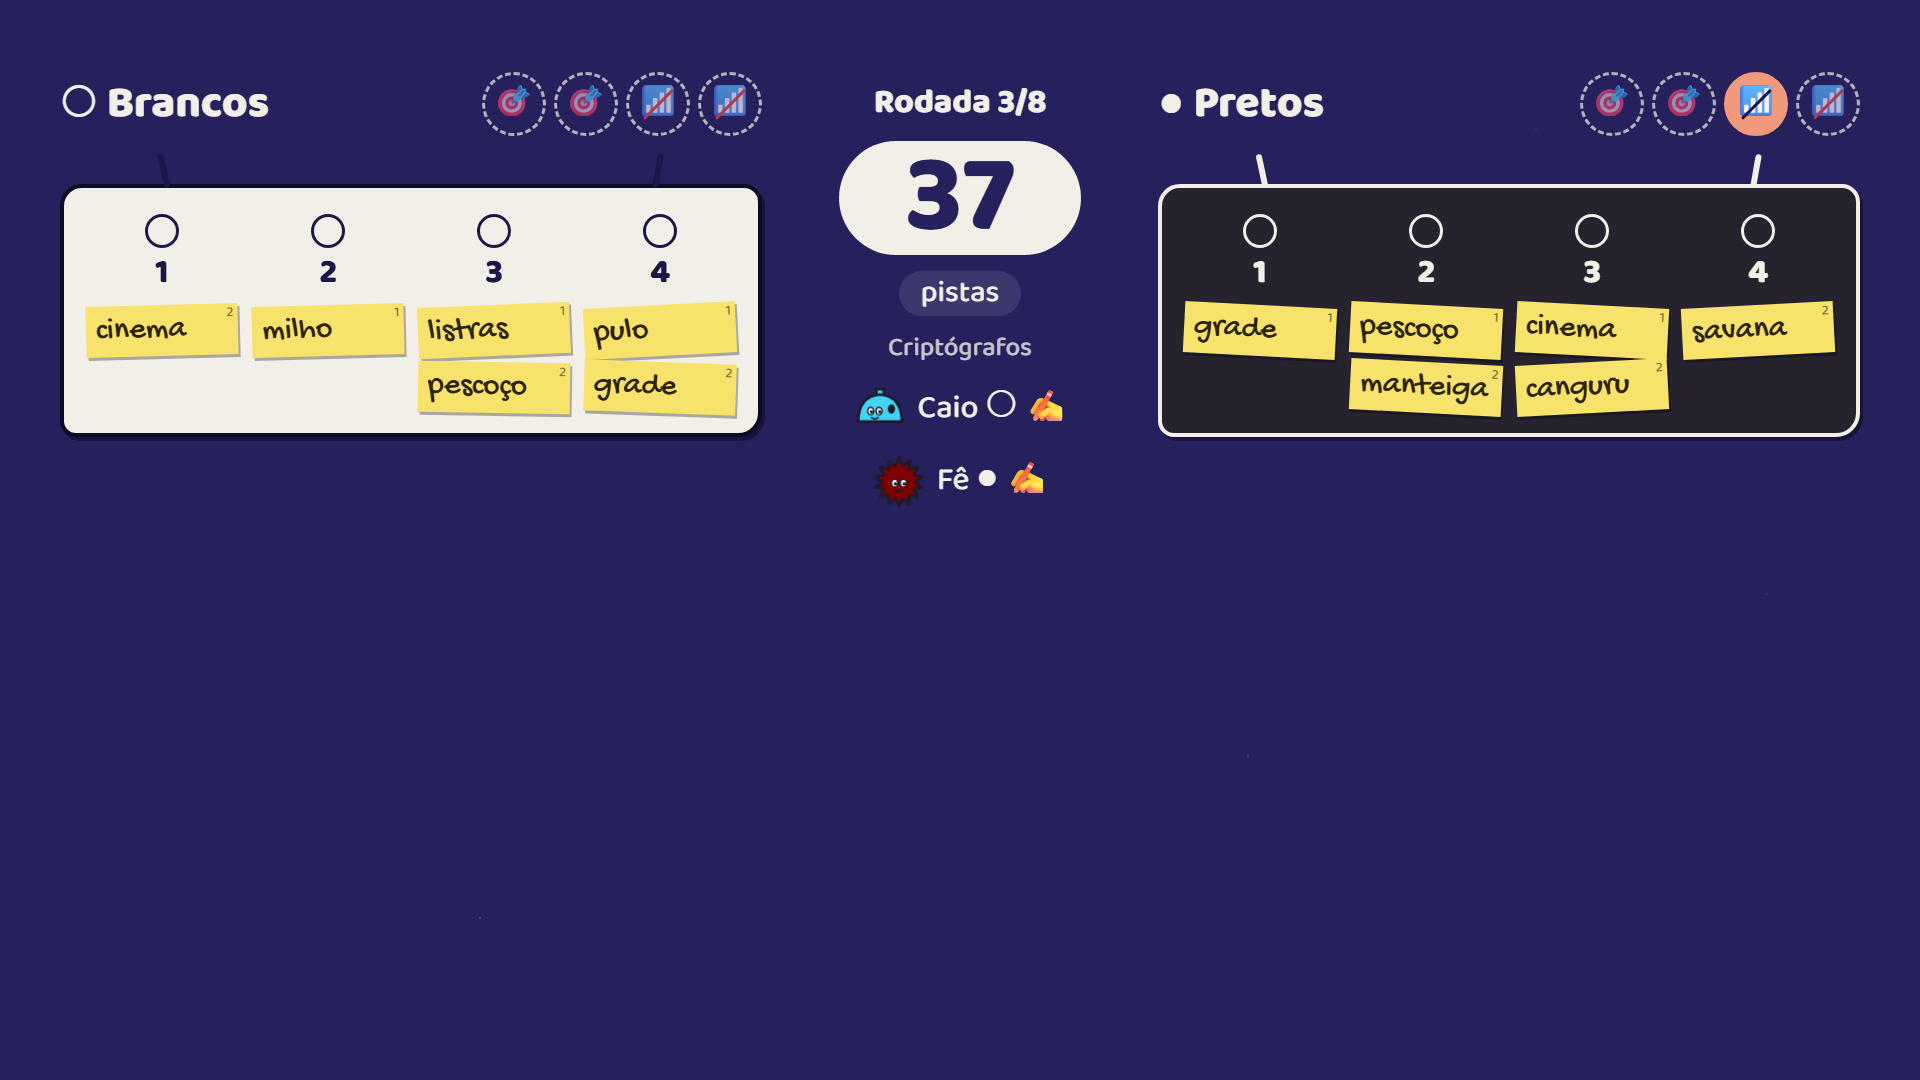 Brancos
1
2
3
4
cinema 2
milho 1
listras 1
pulo 1
pescoço 2
grade 2
Rodada 3/8
37
pistas
Criptógrafos
Caio
Fê
Pretos
1
2
3
4
grade 1
pescoço 1
cinema 1
savana 2
manteiga 2
canguru 2